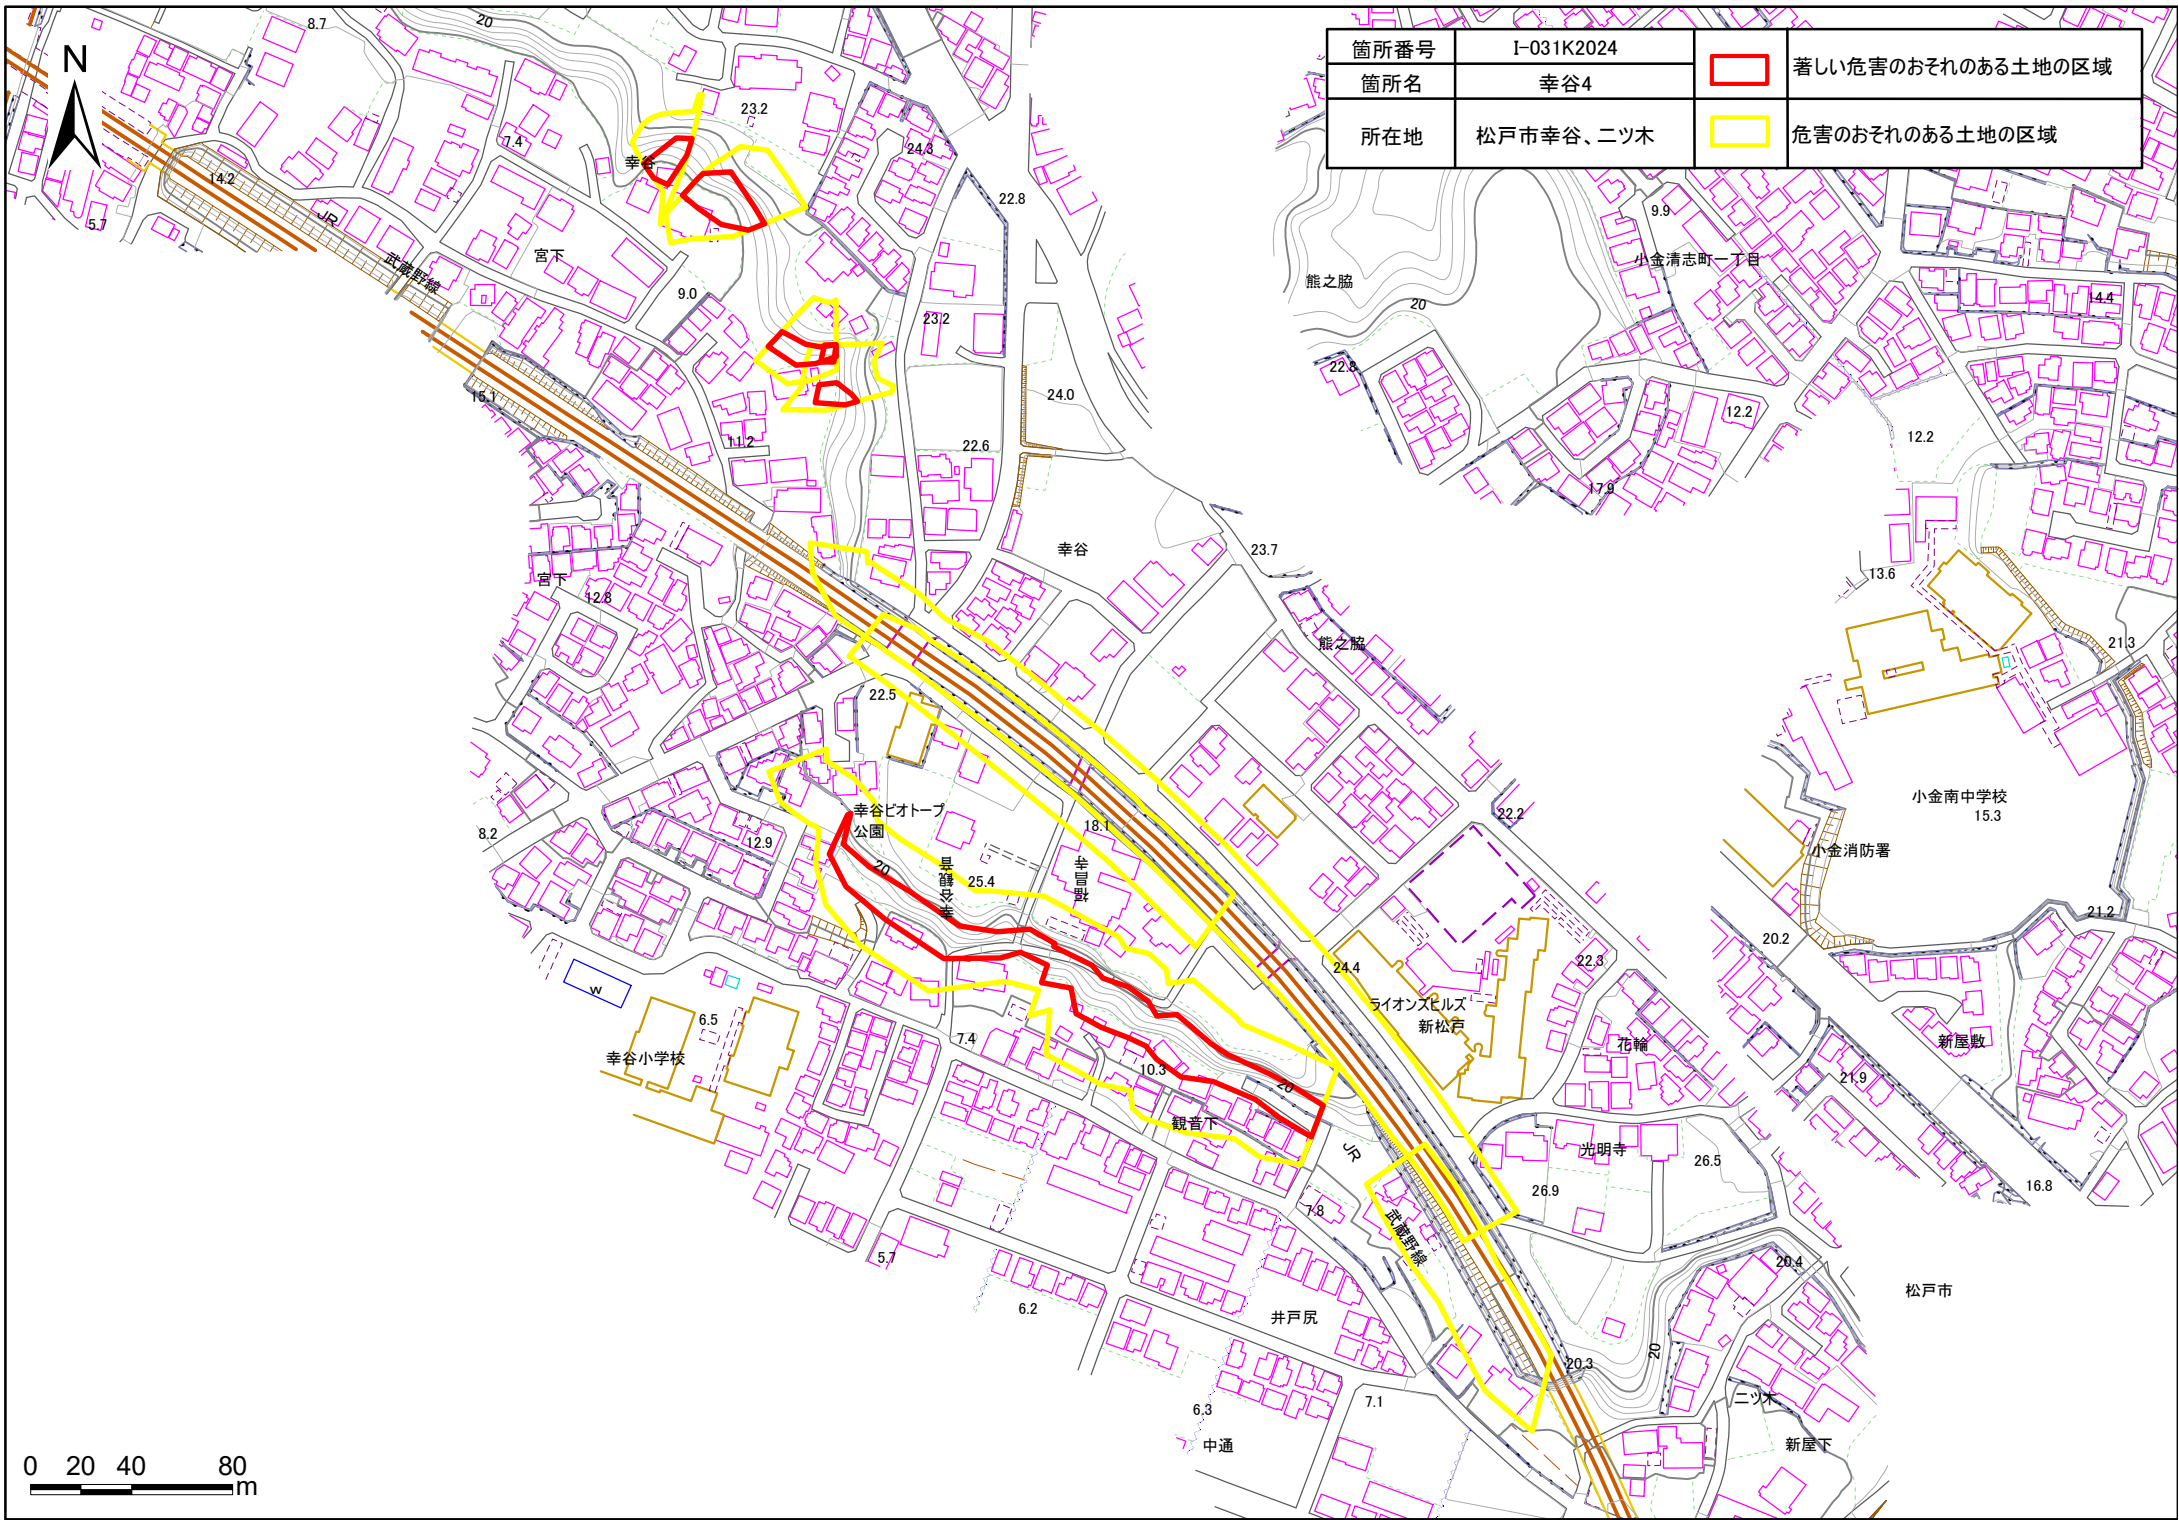 箇所番号
I-031K2024
著しい危害のおそれのある土地の区域
箇所名
幸谷4
所在地
松戸市幸谷、二ツ木
危害のおそれのある土地の区域
N
8.7
20
23.2
7.4
幸谷
24.3
14.2
5.7
JR
22.8
9.9
武蔵野線
宮下
小金清志町一丁目
熊之脇
9.0
20
14.4
23.2
22.8
15.1
24.0
12.2
11.2
22.6
12.2
17.9
幸谷
23.7
宮下
12.8
13.6
熊之脇
21.3
22.5
小金南中学校
15.3
幸谷ビオトープ
公園
22.2
8.2
12.9
18.1
小金消防署
20
幸谷観音
25.4
福昌寺
21.2
20.2
22.3
24.4
w
ライオンズヒルズ
新松戸
6.5
7.4
幸谷小学校
花輪
新屋敷
10.3
20
21.9
観音下
JR
光明寺
26.5
26.9
16.8
7.8
武蔵野線
5.7
20.4
松戸市
6.2
井戸尻
20
20.3
二ツ木
7.1
6.3
中通
新屋下
0 20 40 80
m